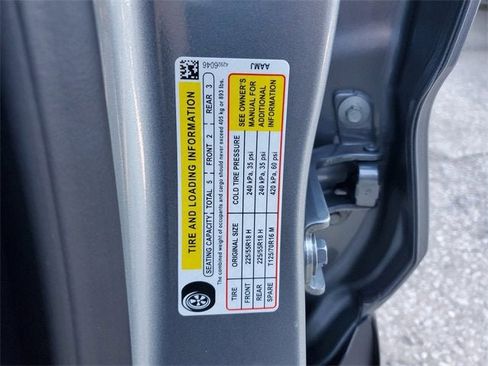 TIRE AND LOADING INFORMATION
SEATING CAPACITY TOTAL 5 FRONT 2 REAR 3
The combined weight of occupants and cargo should never exceed 405 kg or 893 lbs.
TIRE ORIGINAL SIZE COLD TIRE PRESSURE
FRONT 225/55R18 H 240 kPa, 35 psi
REAR 225/55R18 H 240 kPa, 35 psi
SPARE T125/70R16 M 420 kPa, 60 psi
SEE OWNER'S
MANUAL FOR
ADDITIONAL
INFORMATION
AAMJ